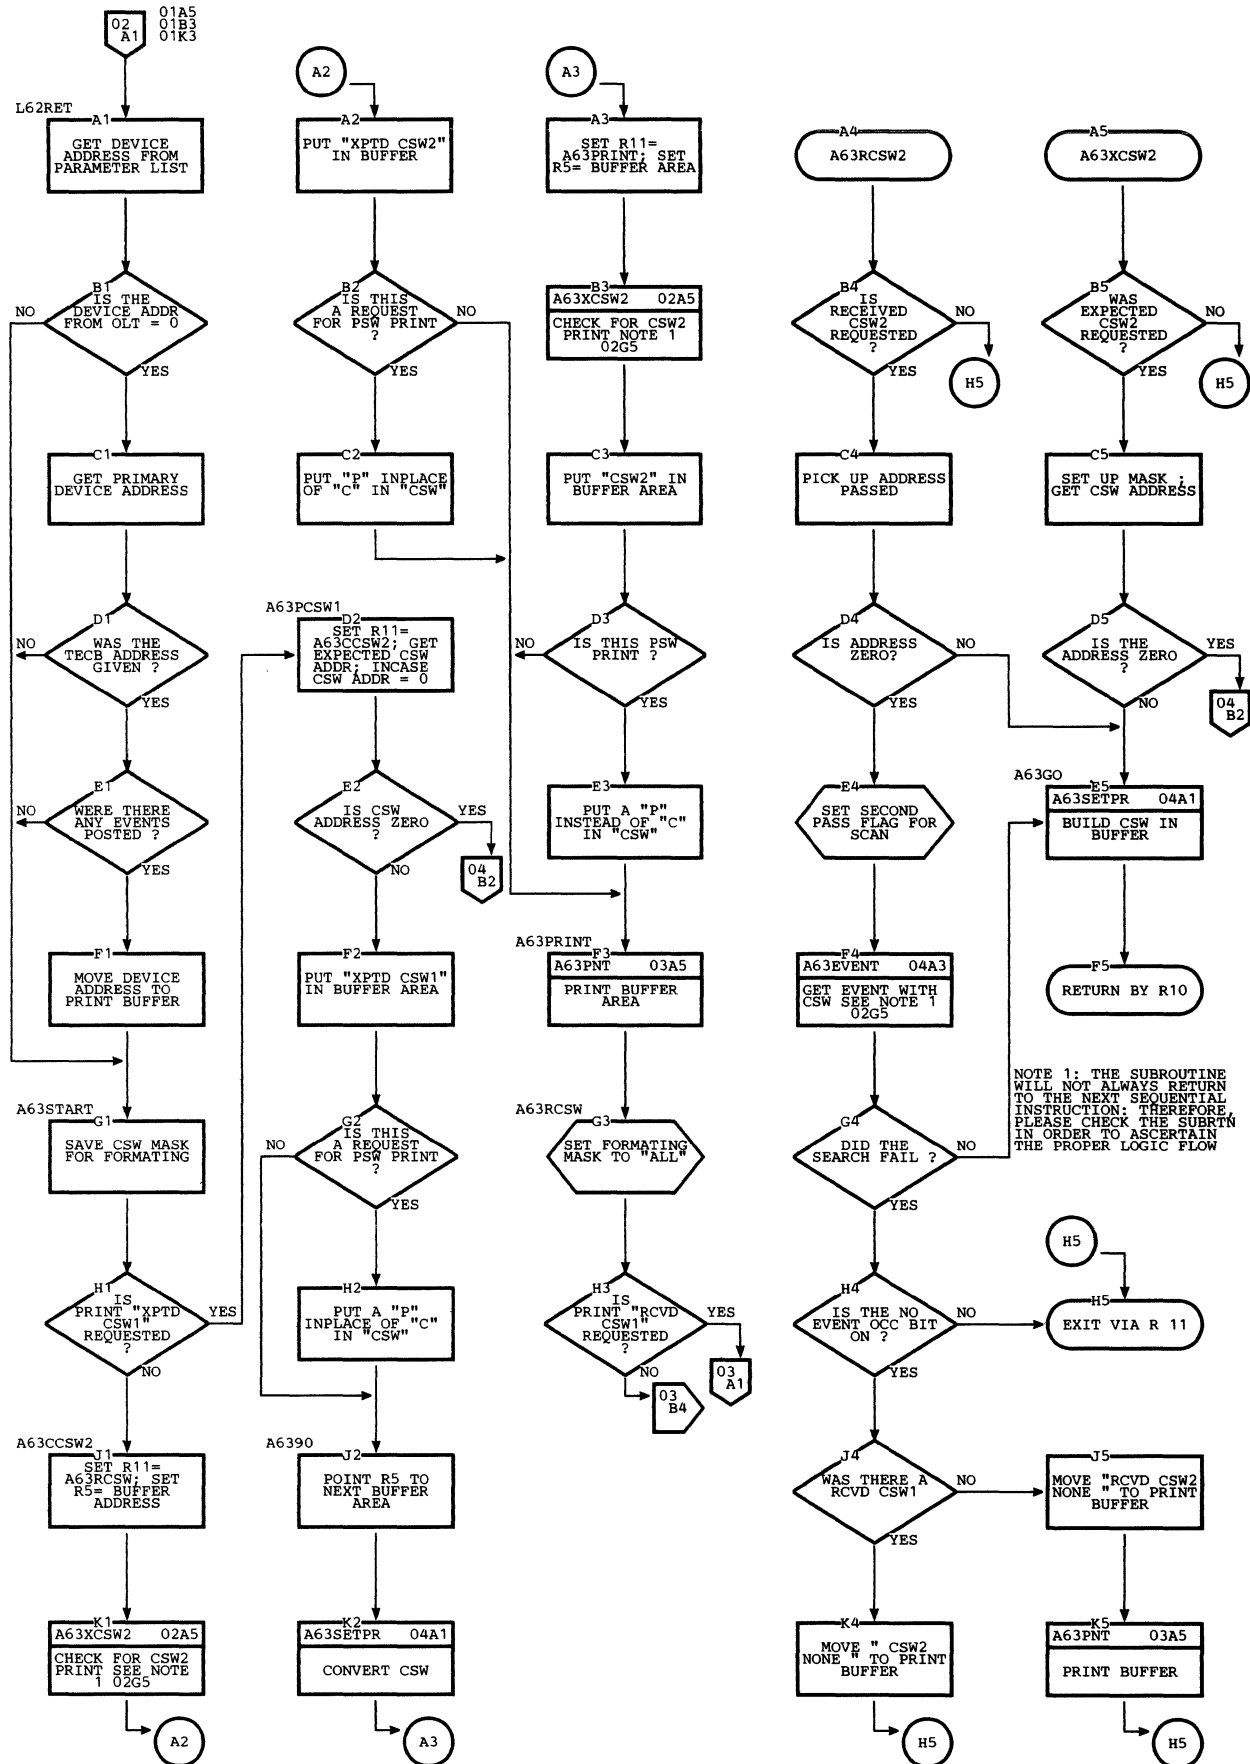 02
A1
01A5
01B3
01K3
L62RET
A1
GET DEVICE
ADDRESS FROM
PARAMETER LIST
B1
IS THE
DEVICE ADDR
FROM OLT = 0
NO
YES
C1
GET PRIMARY
DEVICE ADDRESS
D1
WAS THE
TECB ADDRESS
GIVEN ?
NO
YES
E1
WERE THERE
ANY EVENTS
POSTED ?
NO
YES
F1
MOVE DEVICE
ADDRESS TO
PRINT BUFFER
A63START
G1
SAVE CSW MASK
FOR FORMATING
H1
IS
PRINT "XPTD
CSW1"
REQUESTED
?
YES
NO
A63CCSW2
J1
SET R11=
A63RCSW; SET
R5= BUFFER
ADDRESS
K1
A63XCSW2 02A5
CHECK FOR CSW2
PRINT SEE NOTE
1 02G5
A2
A2
A2
PUT "XPTD CSW2"
IN BUFFER
B2
IS THIS
A REQUEST
FOR PSW PRINT
?
NO
YES
C2
PUT "P" INPLACE
OF "C" IN "CSW"
A63PCSW1
D2
SET R11=
A63CCSW2; GET
EXPECTED CSW
ADDR; INCASE
CSW ADDR = 0
E2
IS CSW
ADDRESS ZERO
?
YES
04
B2
NO
F2
PUT "XPTD CSW1"
IN BUFFER AREA
G2
IS THIS
A REQUEST
FOR PSW PRINT
?
NO
YES
H2
PUT A "P"
INPLACE OF "C"
IN "CSW"
A6390
J2
POINT R5 TO
NEXT BUFFER
AREA
K2
A63SETPR 04A1
CONVERT CSW
A3
A3
A3
SET R11=
A63PRINT; SET
R5= BUFFER AREA
B3
A63XCSW2 02A5
CHECK FOR CSW2
PRINT NOTE 1
02G5
C3
PUT "CSW2" IN
BUFFER AREA
D3
IS THIS PSW
PRINT ?
NO
YES
E3
PUT A "P"
INSTEAD OF "C"
IN "CSW"
A63PRINT
F3
A63PNT 03A5
PRINT BUFFER
AREA
A63RCSW
G3
SET FORMATING
MASK TO "ALL"
H3
IS
PRINT "RCVD
CSW1"
REQUESTED
?
YES
03
A1
NO
03
B4
A4
A63RCSW2
B4
IS
RECEIVED
CSW2
REQUESTED
?
NO
H5
YES
C4
PICK UP ADDRESS
PASSED
D4
IS ADDRESS
ZERO?
NO
YES
E4
SET SECOND
PASS FLAG FOR
SCAN
F4
A63EVENT 04A3
GET EVENT WITH
CSW SEE NOTE 1
02G5
G4
DID THE
SEARCH FAIL ?
NO
YES
H4
IS THE NO
EVENT OCC BIT
ON ?
NO
YES
J4
WAS THERE A
RCVD CSW1
NO
YES
K4
MOVE " CSW2
NONE " TO PRINT
BUFFER
H5
A5
A63XCSW2
B5
WAS
EXPECTED
CSW2
REQUESTED
?
NO
H5
YES
C5
SET UP MASK ;
GET CSW ADDRESS
D5
IS THE
ADDRESS ZERO
?
YES
04
B2
NO
A63GO
E5
A63SETPR 04A1
BUILD CSW IN
BUFFER
F5
RETURN BY R10
NOTE 1: THE SUBROUTINE
WILL NOT ALWAYS RETURN
TO THE NEXT SEQUENTIAL
INSTRUCTION: THEREFORE,
PLEASE CHECK THE SUBRTN
IN ORDER TO ASCERTAIN
THE PROPER LOGIC FLOW
H5
H5
EXIT VIA R 11
J5
MOVE "RCVD CSW2
NONE " TO PRINT
BUFFER
K5
A63PNT 03A5
PRINT BUFFER
H5